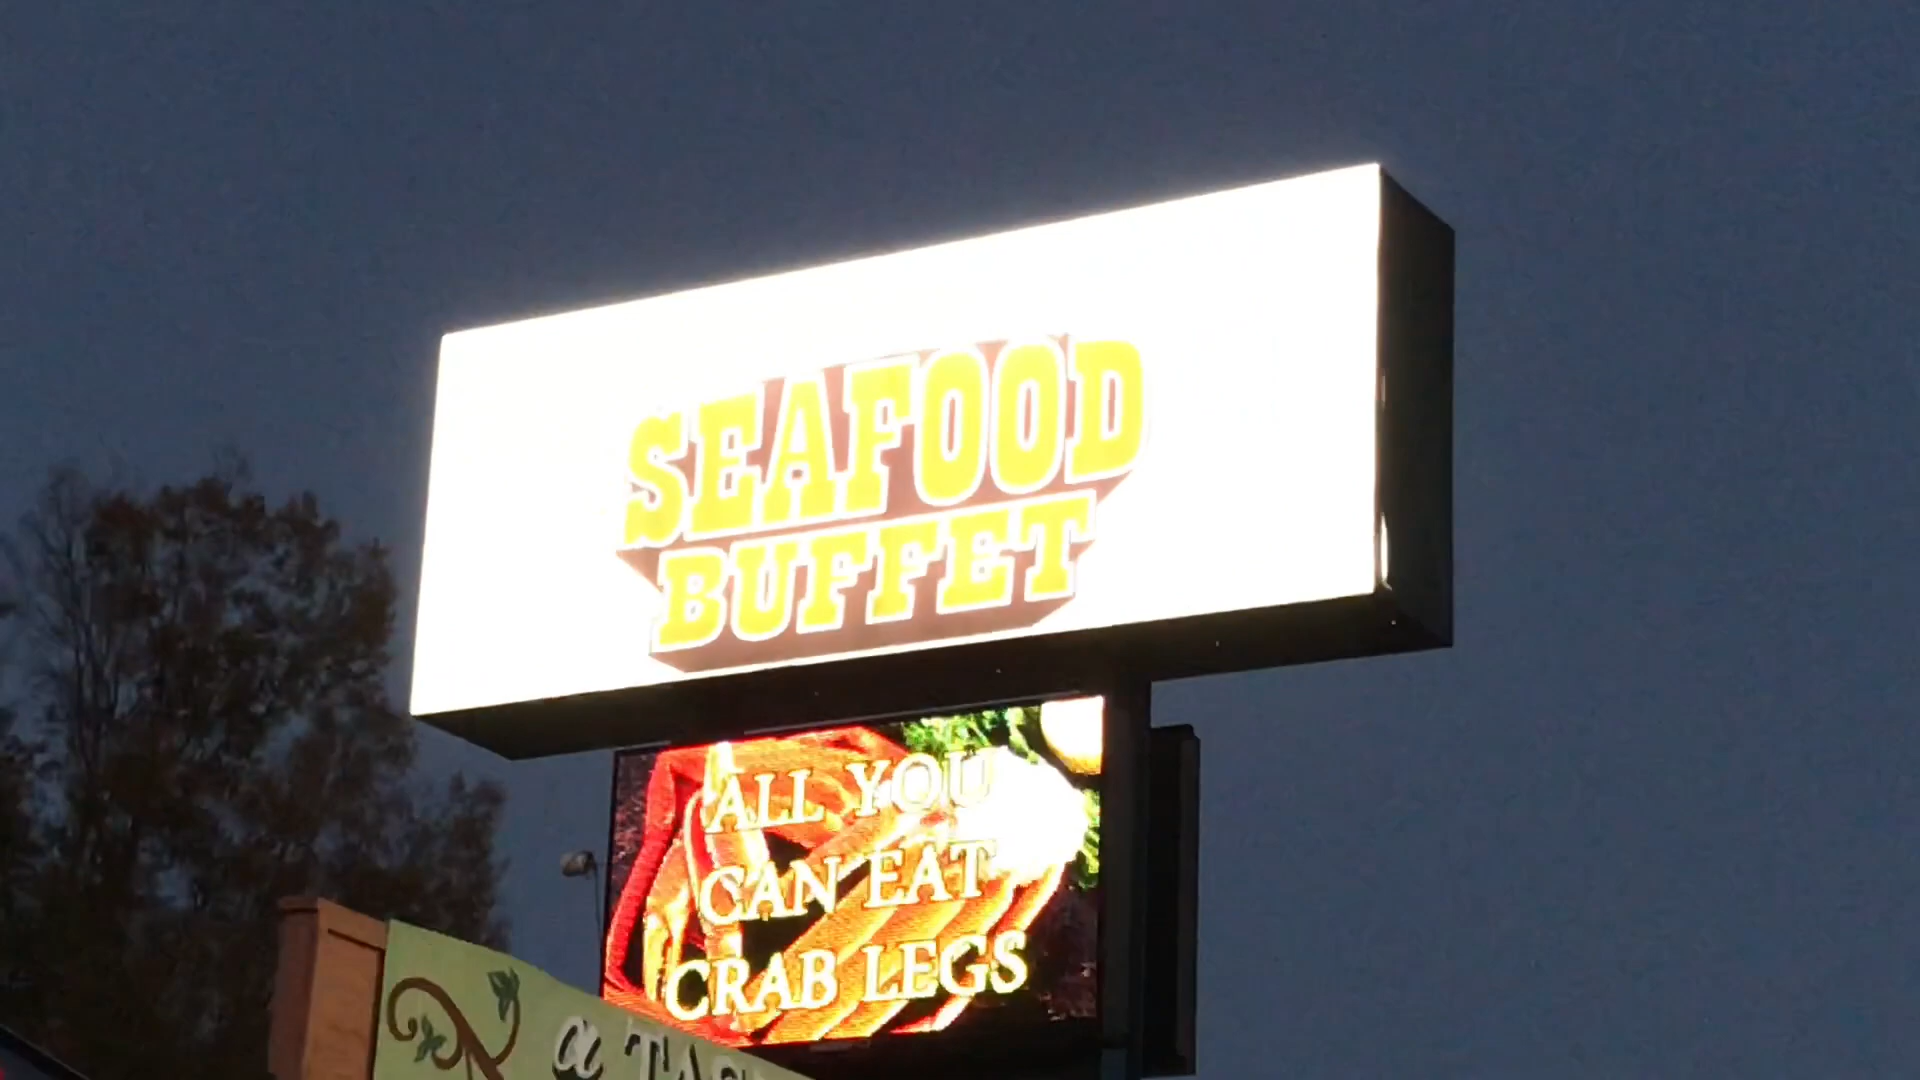 SEAFOOD
BUFFET
ALL YOU
CAN EAT
CRAB LEGS
a